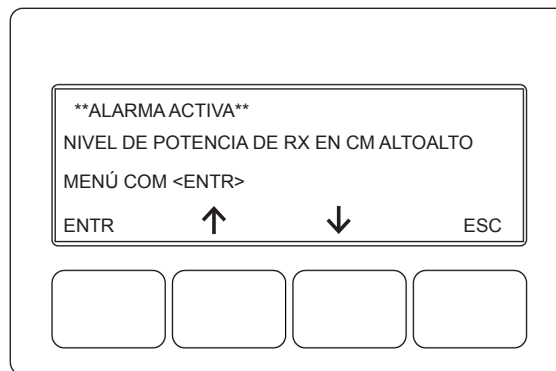 **ALARMA ACTIVA**
NIVEL DE POTENCIA DE RX EN CM ALTOALTO
MENÚ COM <ENTR>
ENTR ↑ ↓ ESC